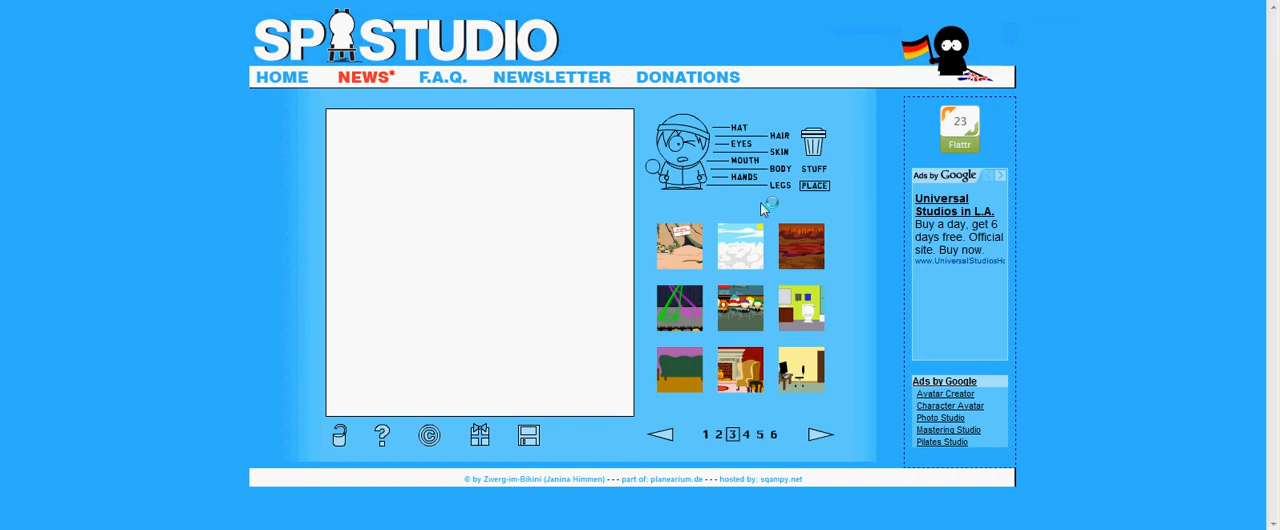 SP STUDIO
HOME NEWS* F.A.Q. NEWSLETTER DONATIONS
HAT
HAIR
EYES
SKIN
MOUTH
BODY
HANDS
LEGS
STUFF
PLACE
1 2 3 4 5 6
23
Flattr
Ads by Google
Universal
Studios in L.A.
Buy a day, get 6
days free. Official
site. Buy now.
www.UniversalStudiosHo
Ads by Google
Avatar Creator
Character Avatar
Photo Studio
Mastering Studio
Pilates Studio
© by Zwerg-im-Bikini (Janina Himmen) - - - part of: planearium.de - - - hosted by: sqampy.net